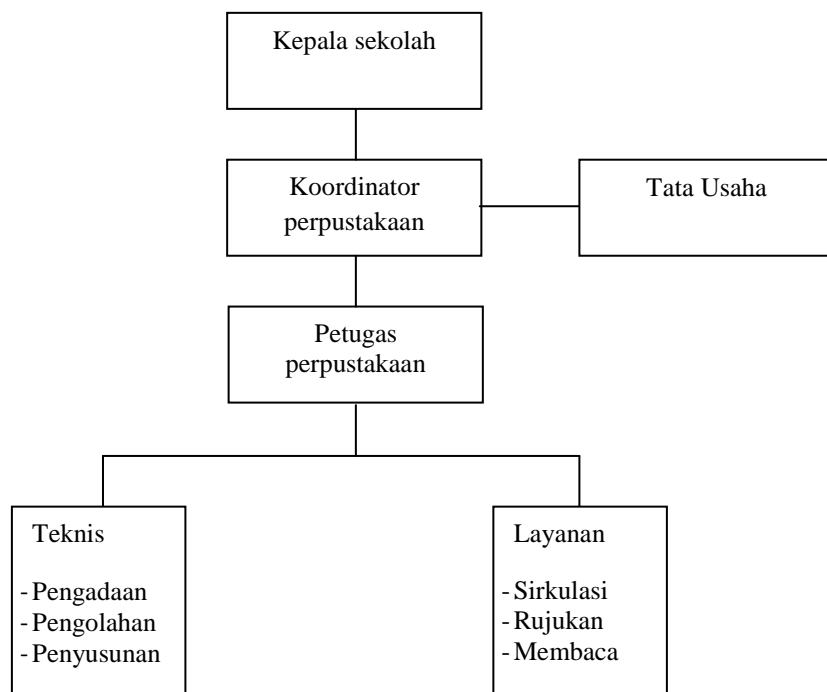 Kepala sekolah
Koordinator
perpustakaan
Tata Usaha
Petugas
perpustakaan
Teknis
-Pengadaan
-Pengolahan
-Penyusunan
Layanan
-Sirkulasi
-Rujukan
-Membaca